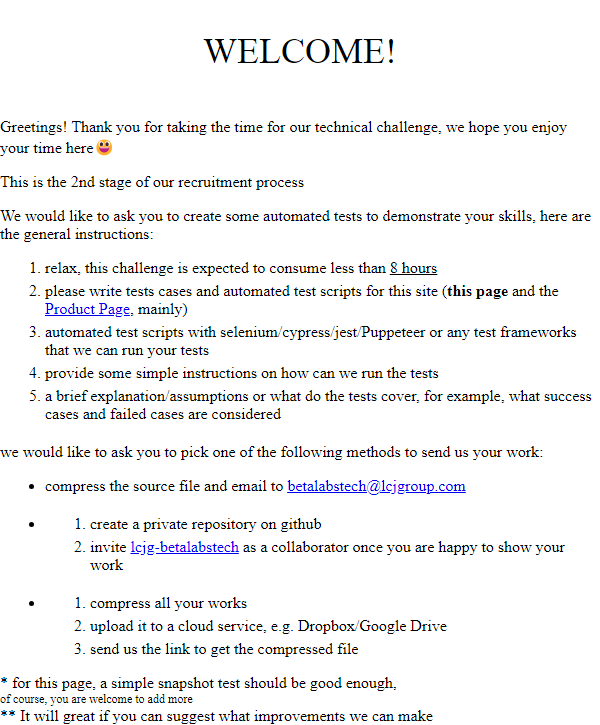 WELCOME!
Greetings! Thank you for taking the time for our technical challenge, we hope you enjoy
your time here 😃
This is the 2nd stage of our recruitment process
We would like to ask you to create some automated tests to demonstrate your skills, here are
the general instructions:
1. relax, this challenge is expected to consume less than 8 hours
2. please write tests cases and automated test scripts for this site (this page and the
Product Page, mainly)
3. automated test scripts with selenium/cypress/jest/Puppeteer or any test frameworks
that we can run your tests
4. provide some simple instructions on how can we run the tests
5. a brief explanation/assumptions or what do the tests cover, for example, what success
cases and failed cases are considered
we would like to ask you to pick one of the following methods to send us your work:
• compress the source file and email to betalabstech@lcjgroup.com
• 1. create a private repository on github
2. invite lcjg-betalabstech as a collaborator once you are happy to show your
work
• 1. compress all your works
2. upload it to a cloud service, e.g. Dropbox/Google Drive
3. send us the link to get the compressed file
* for this page, a simple snapshot test should be good enough,
of course, you are welcome to add more
** It will great if you can suggest what improvements we can make